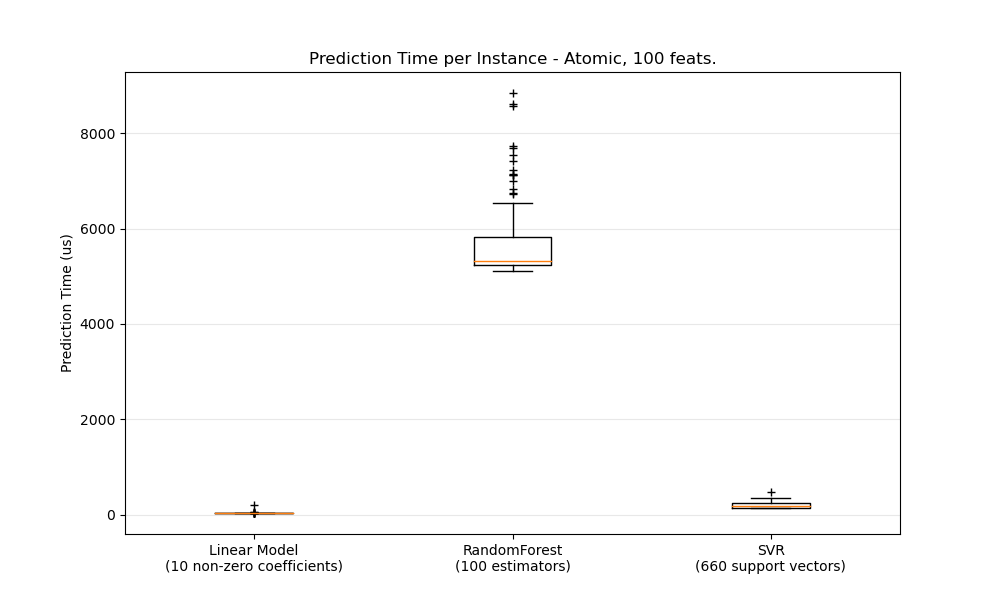 Prediction Time per Instance - Atomic, 100 feats.
Prediction Time (us)
8000
6000
4000
2000
0
Linear Model
(10 non-zero coefficients)
RandomForest
(100 estimators)
SVR
(660 support vectors)